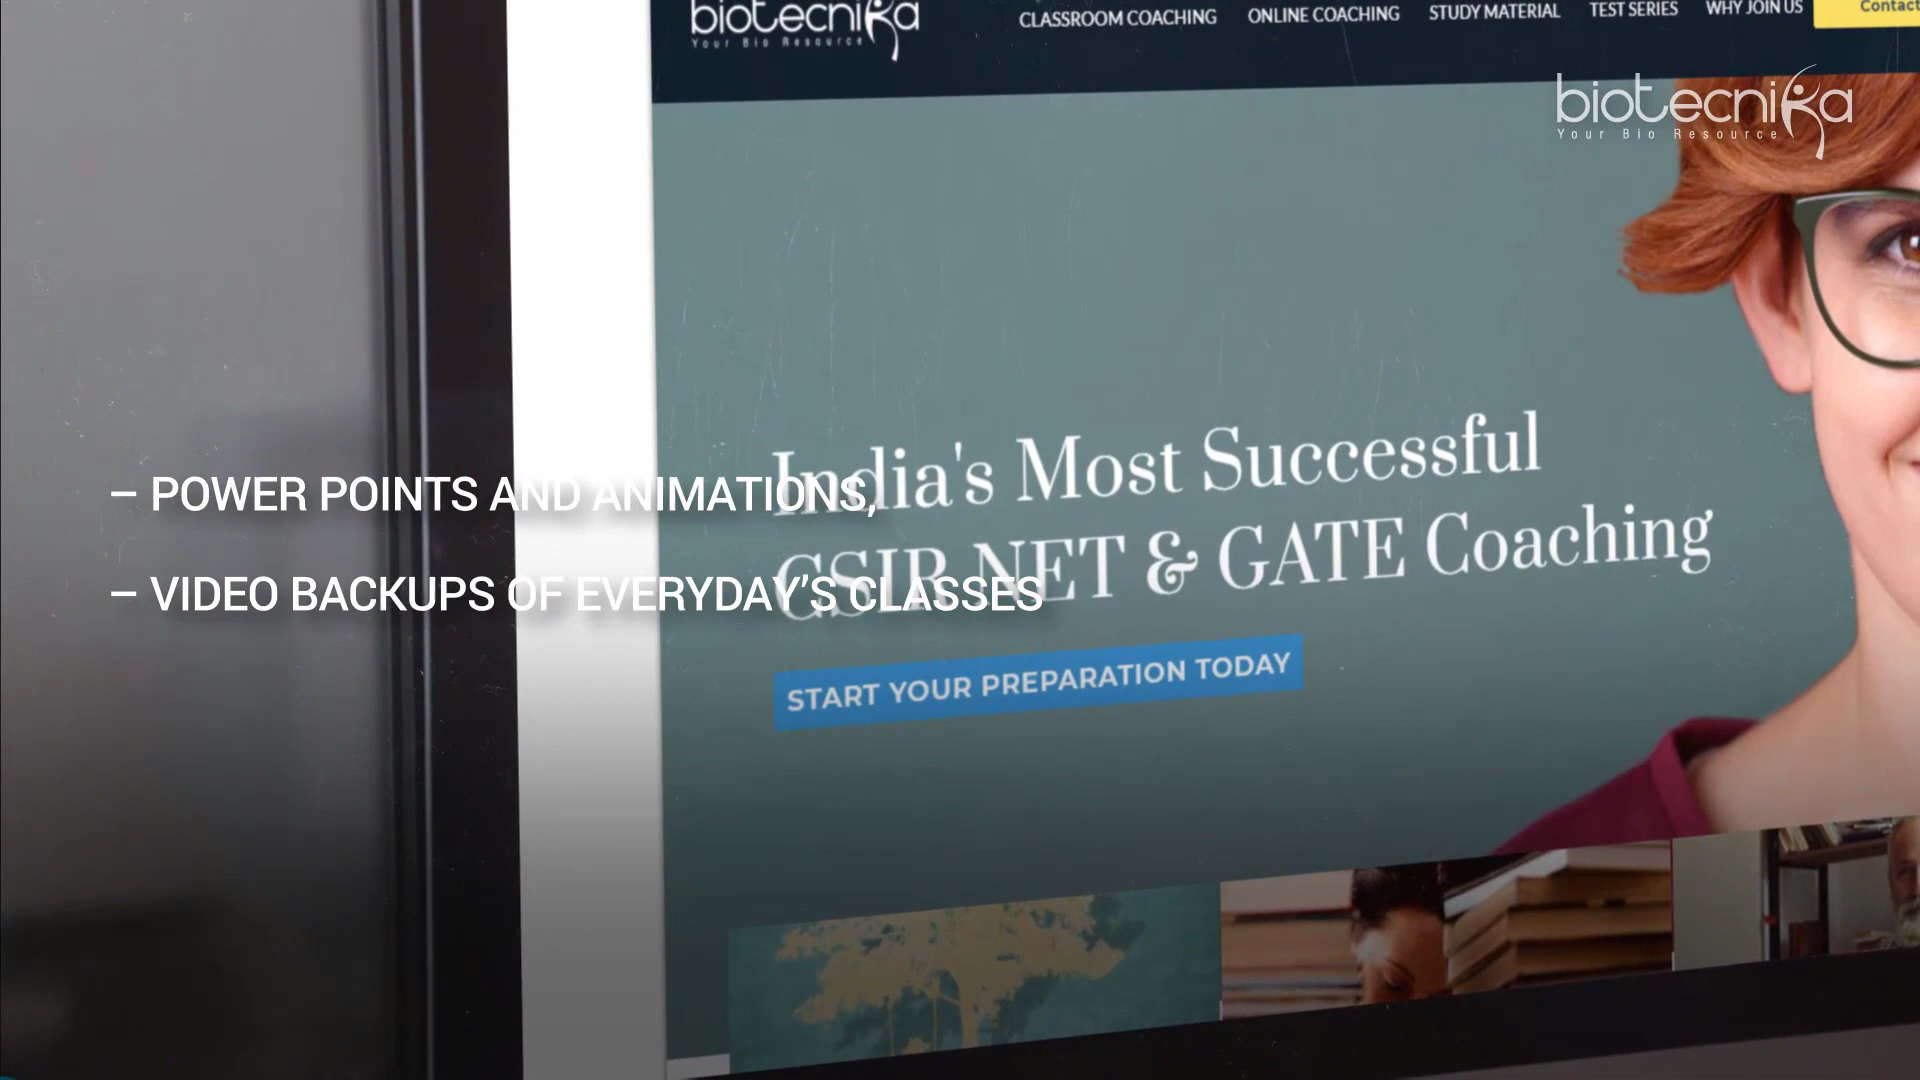 biotecnika
Your Bio Resource
CLASSROOM COACHING
ONLINE COACHING
STUDY MATERIAL
TEST SERIES
WHY JOIN US
Contact
biotecnika
Your Bio Resource
India's Most Successful
CSIR NET & GATE Coaching
– POWER POINTS AND ANIMATIONS,
– VIDEO BACKUPS OF EVERYDAY’S CLASSES
START YOUR PREPARATION TODAY